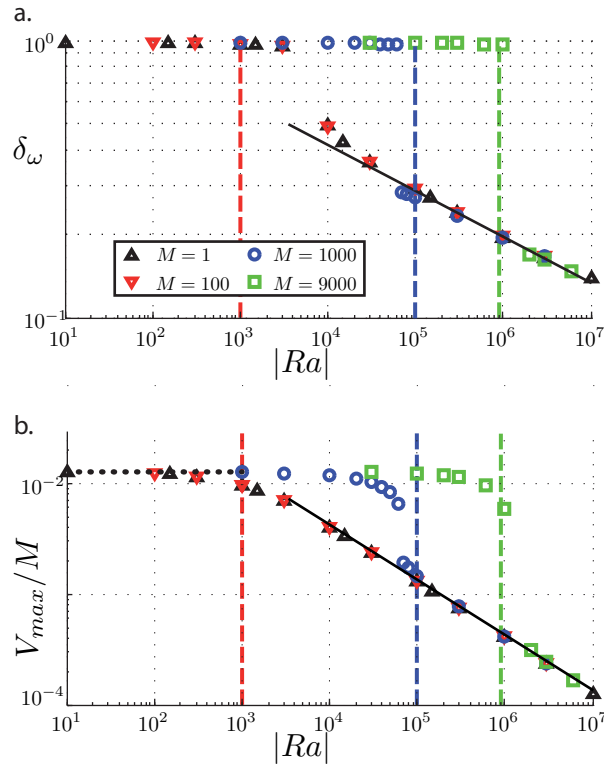 a.
10^0
δ_ω
M = 1
M = 1000
M = 100
M = 9000
10^-1
10^1 10^2 10^3 10^4 10^5 10^6 10^7
|Ra|
b.
10^-2
V_max/M
10^-4
10^1 10^2 10^3 10^4 10^5 10^6 10^7
|Ra|